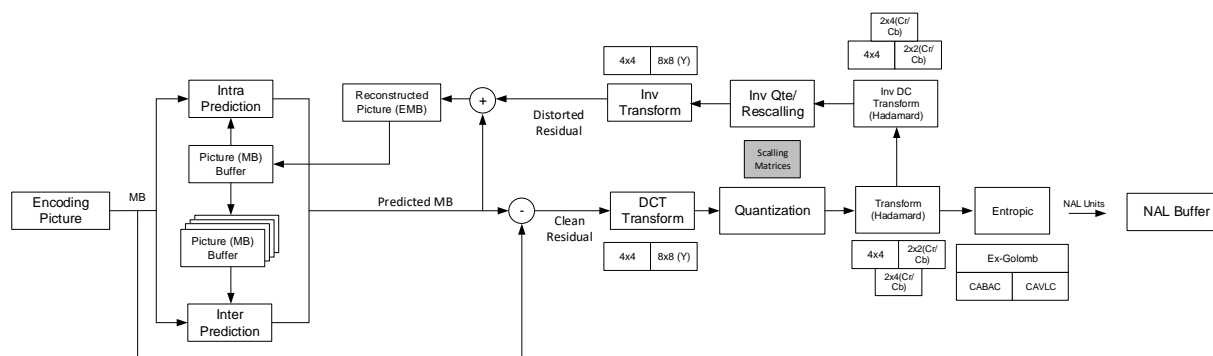 2x4(Cr/
Cb)
4x4
8x8 (Y)
4x4
2x2(Cr/
Cb)
Intra
Prediction
Reconstructed
Picture (EMB)
+
Distorted
Residual
Inv
Transform
Inv Qte/
Rescalling
Inv DC
Transform
(Hadamard)
Picture (MB)
Buffer
Scalling
Matrices
Encoding
Picture
MB
Predicted MB
-
Clean
Residual
DCT
Transform
Quantization
Transform
(Hadamard)
Entropic
NAL Units
NAL Buffer
Picture (MB)
Buffer
4x4
8x8 (Y)
4x4
2x2(Cr/
Cb)
2x4(Cr/
Cb)
Ex-Golomb
CABAC
CAVLC
Inter
Prediction